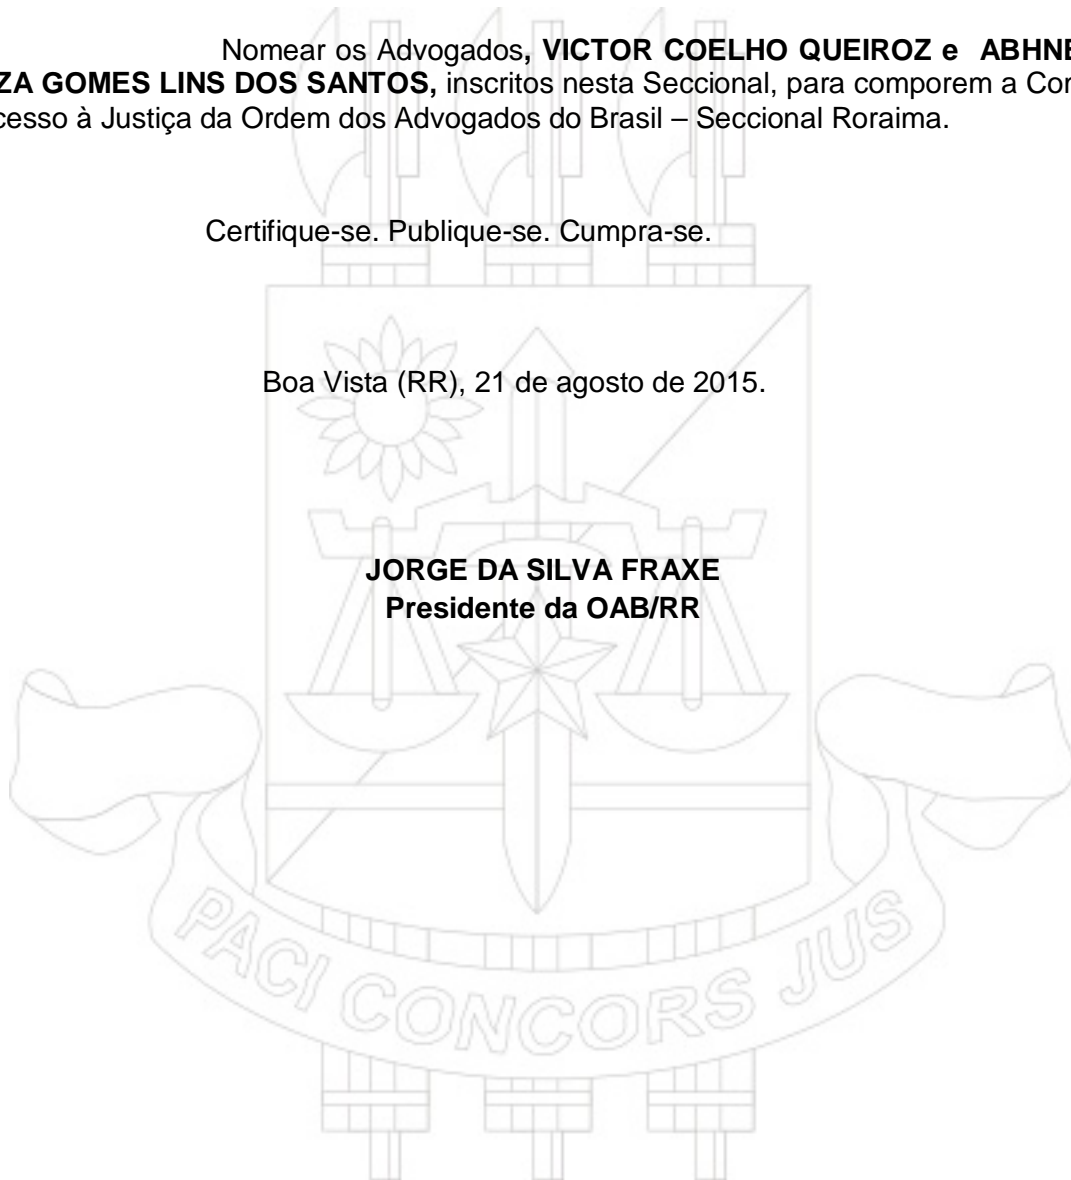 Nomear os Advogados, VICTOR COELHO QUEIROZ e ABHNE
ZA GOMES LINS DOS SANTOS, inscritos nesta Seccional, para comporem a Con
cesso à Justiça da Ordem dos Advogados do Brasil – Seccional Roraima.
Certifique-se. Publique-se. Cumpra-se.
Boa Vista (RR), 21 de agosto de 2015.
JORGE DA SILVA FRAXE
Presidente da OAB/RR
PACI CONCORS JUS